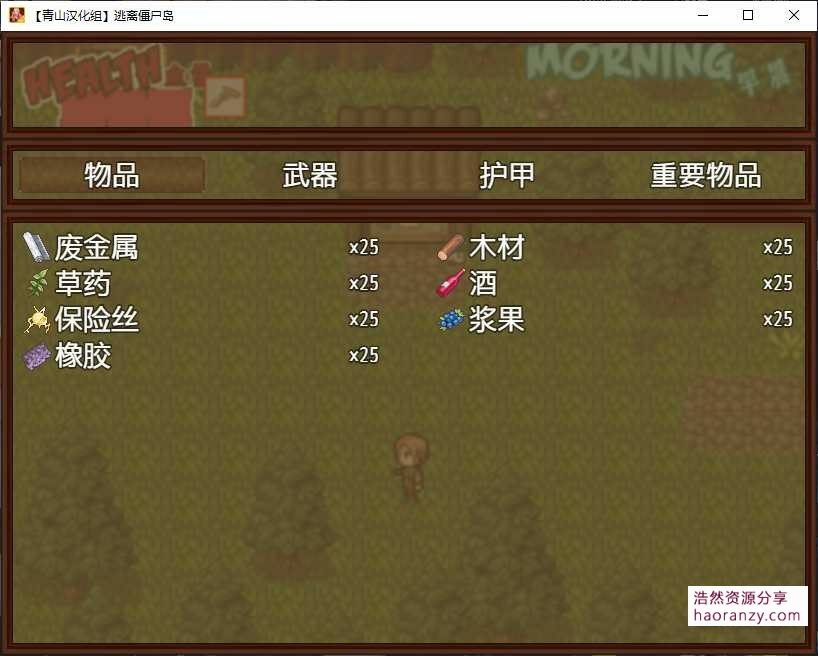 【青山汉化组】逃离僵尸岛
HEALTH
MORNING
早晨
物品 武器 护甲 重要物品
废金属 x25 木材 x25
草药 x25 酒 x25
保险丝 x25 浆果 x25
橡胶 x25
浩然资源分享
haoranzy.com